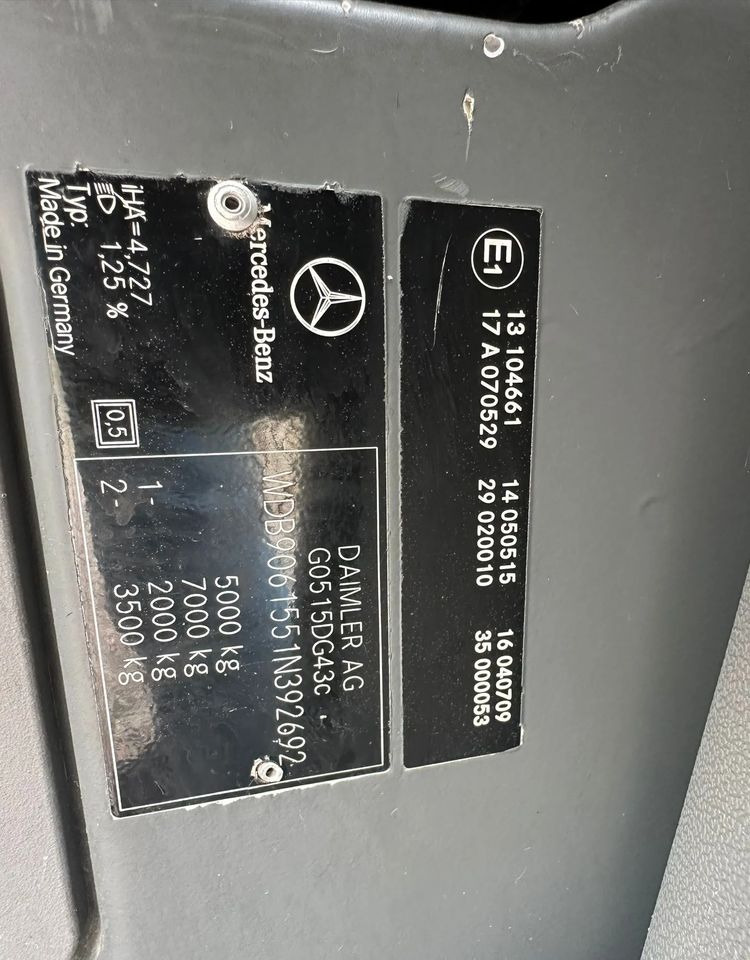 E1
13 104661 14 050515 16 040709
17 A 070529 29 020010 35 000053
Mercedes-Benz
DAIMLER AG
G0515DG43c
WDB9061551N392692
5000 kg
7000 kg
1- 2000 kg
2- 3500 kg
iHA=4,727
1,25 %
0,5
Typ:
Made in Germany